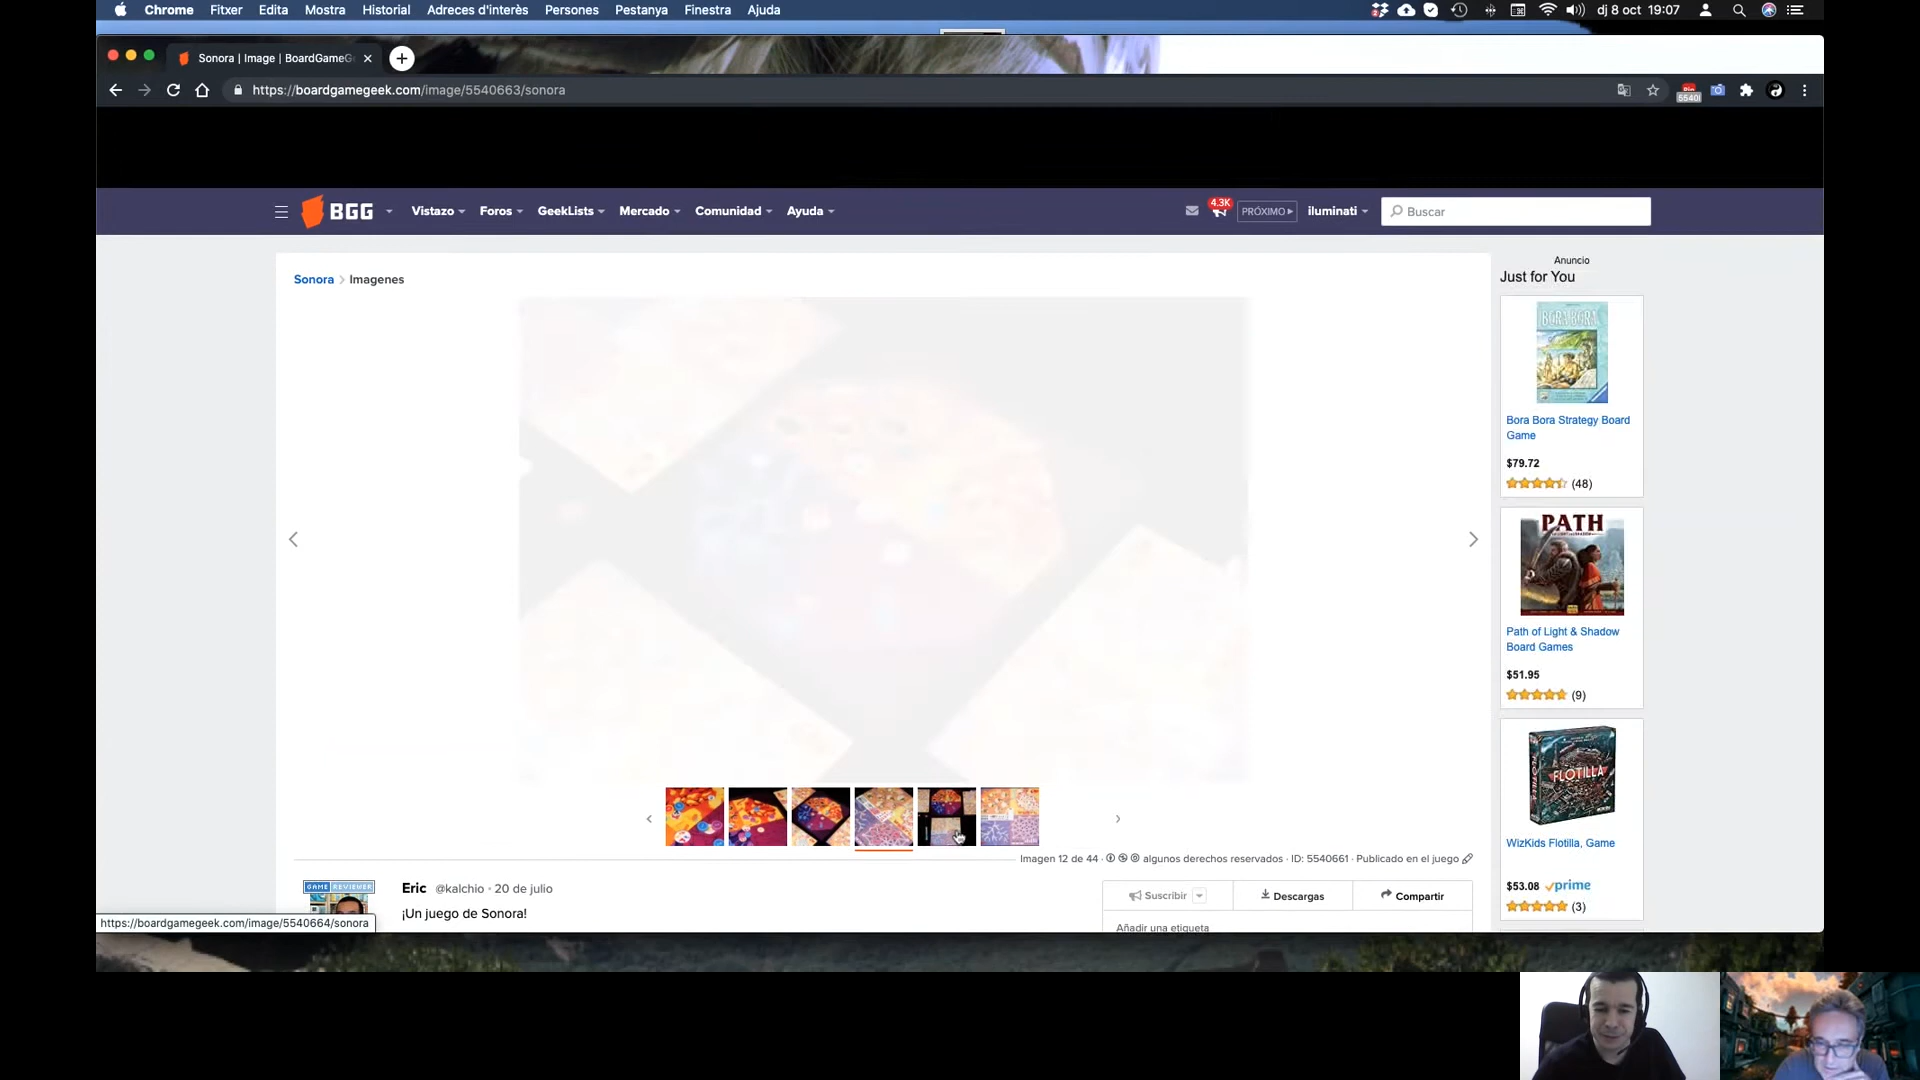 Chrome Fitxer Edita Mostra Historial Adreces d'interès Persones Pestanya Finestra Ajuda dj 8 oct 19:07
Sonora | Image | BoardGameG
https://boardgamegeek.com/image/5540663/sonora
BGG Vistazo Foros GeekLists Mercado Comunidad Ayuda 4.3K PRÓXIMO iluminati Buscar
Sonora > Imagenes
Anuncio
Just for You
BORA BORA
Bora Bora Strategy Board
Game
$79.72
(48)
PATH
Path of Light & Shadow
Board Games
$51.95
(9)
FLOTILLA
WizKids Flotilla, Game
$53.08 prime
(3)
Imagen 12 de 44 · algunos derechos reservados · ID: 5540661 · Publicado en el juego
GAME REVIEWER
Eric @kalchio · 20 de julio
¡Un juego de Sonora!
Suscribir Descargas Compartir
Añadir una etiqueta
https://boardgamegeek.com/image/5540664/sonora